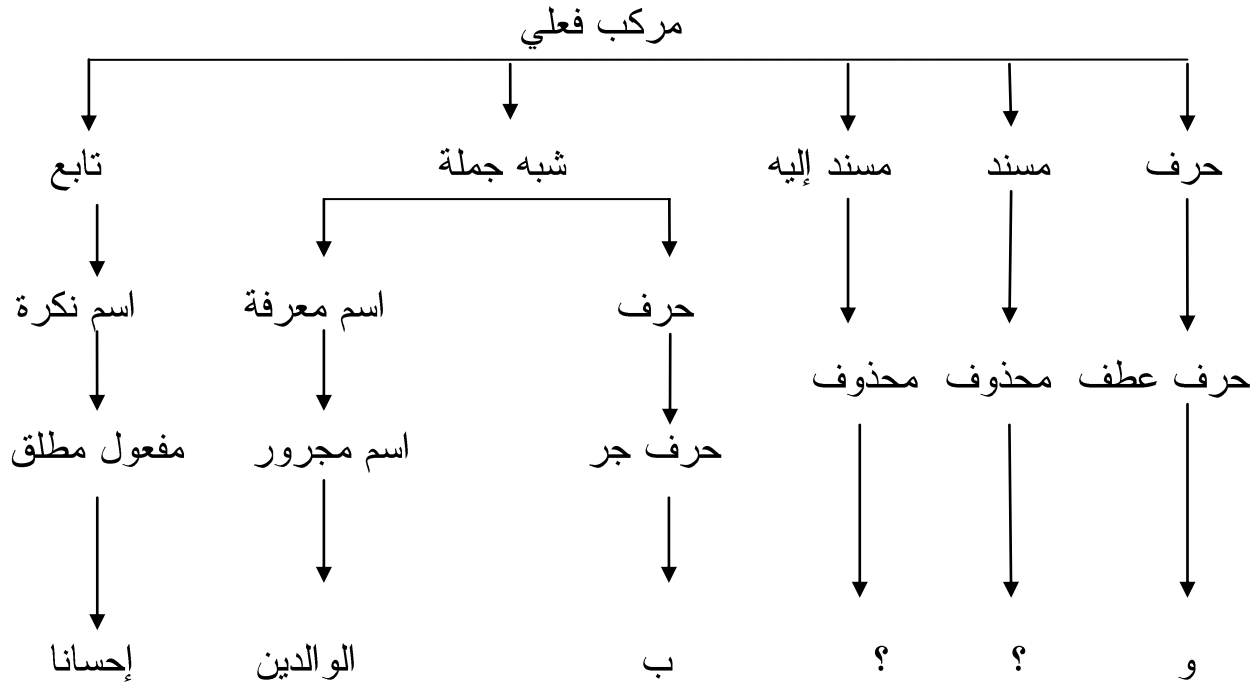 مركب فعلي
حرف مسند مسند إليه شبه جملة تابع
حرف اسم معرفة اسم نكرة
حرف عطف محذوف محذوف
حرف جر اسم مجرور مفعول مطلق
و ؟ ؟ ب الوالدين إحسانا